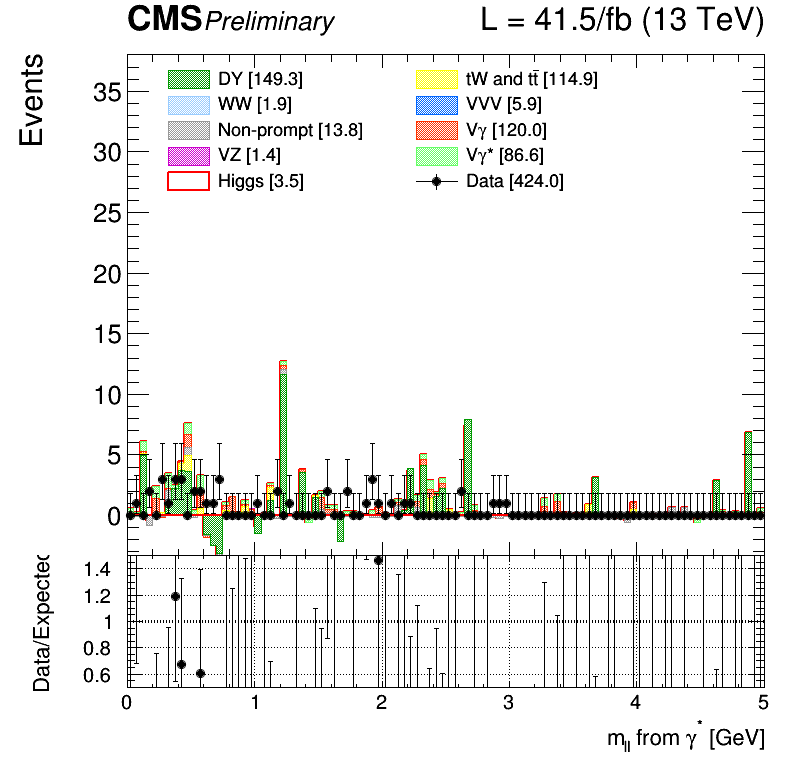 CMS Preliminary L = 41.5/fb (13 TeV)
Events
35
30
25
20
15
10
5
0
DY [149.3]
tW and tt̄ [114.9]
WW [1.9]
VVV [5.9]
Non-prompt [13.8]
Vγ [120.0]
VZ [1.4]
Vγ* [86.6]
Higgs [3.5]
Data [424.0]
Data/Expected
1.4
1.2
1
0.8
0.6
0 1 2 3 4 5
m_ll from γ* [GeV]